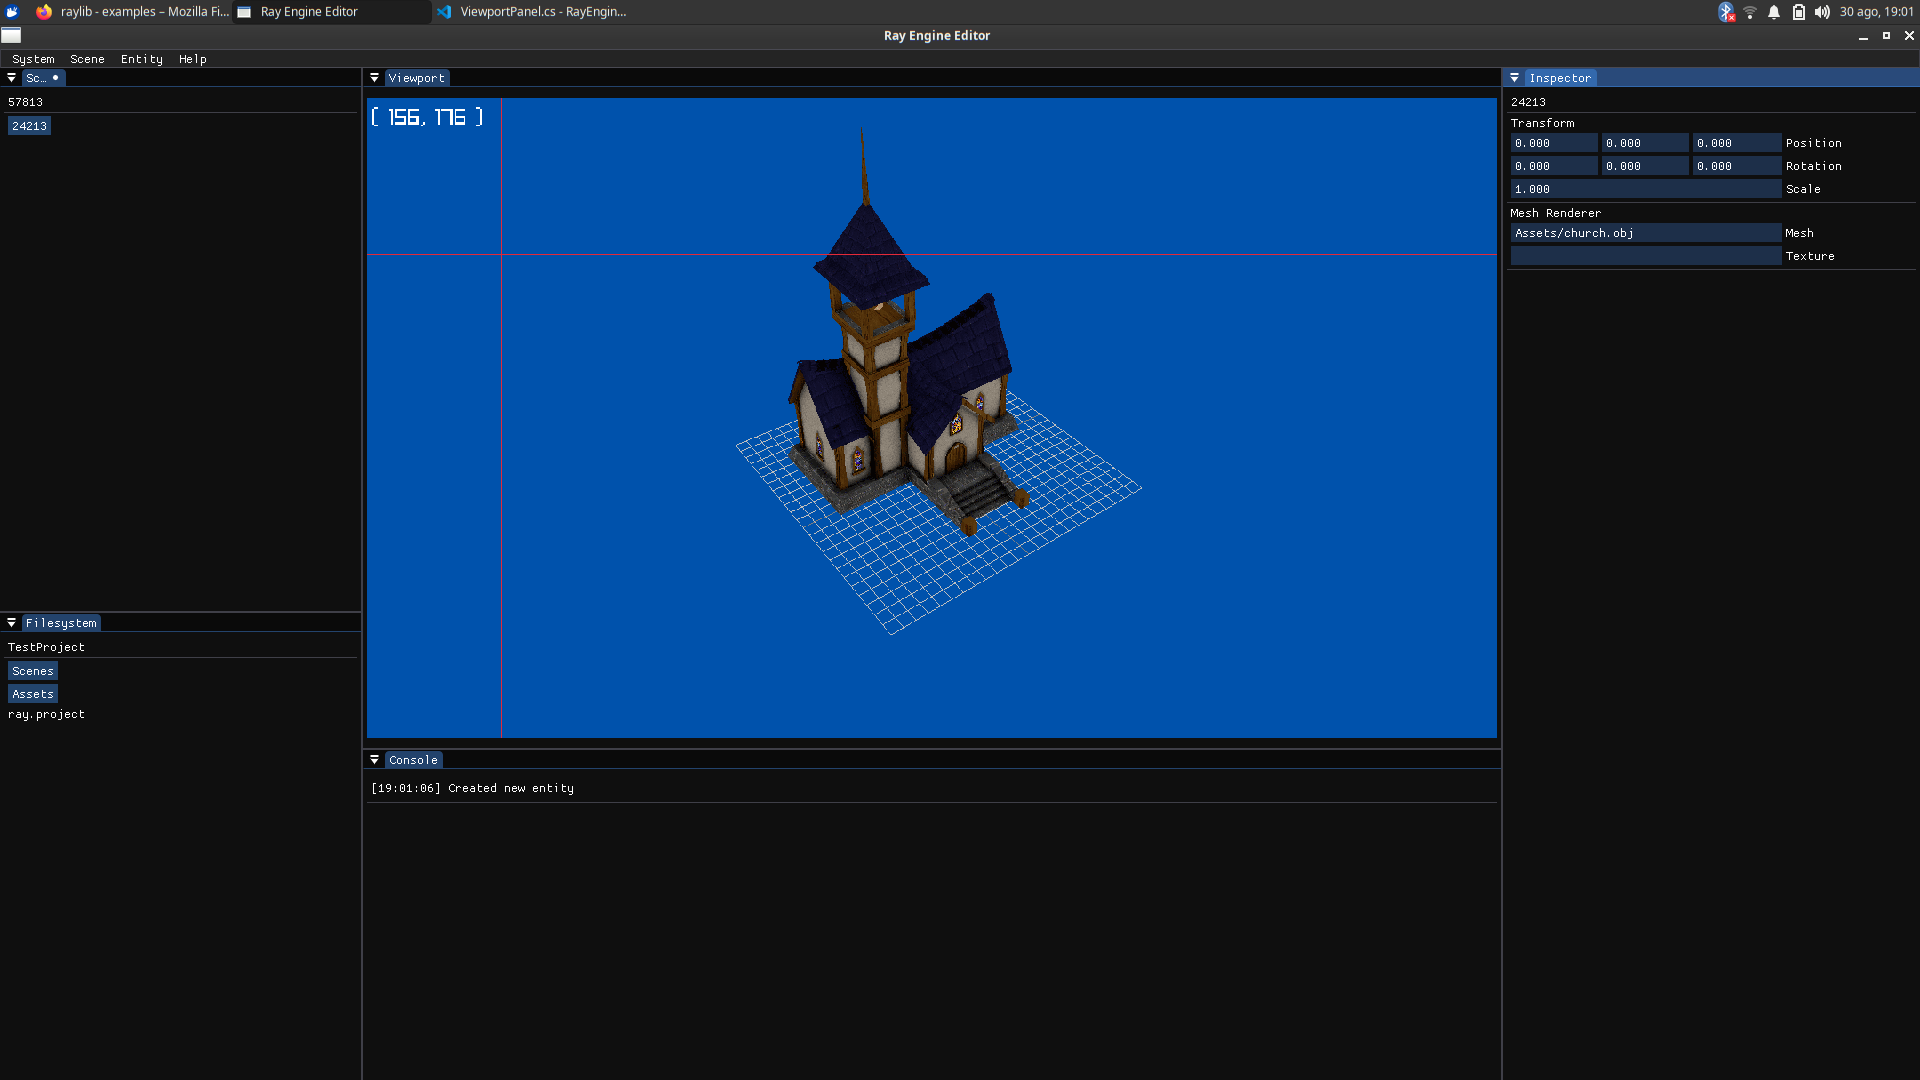 raylib - examples – Mozilla Fi...
Ray Engine Editor
ViewportPanel.cs - RayEngin...
30 ago, 19:01
Ray Engine Editor
System Scene Entity Help
Sc...
57813
24213
Viewport
( 156, 176 )
Inspector
24213
Transform
0.000 0.000 0.000 Position
0.000 0.000 0.000 Rotation
1.000 Scale
Mesh Renderer
Assets/church.obj Mesh
Texture
Filesystem
TestProject
Scenes
Assets
ray.project
Console
[19:01:06] Created new entity